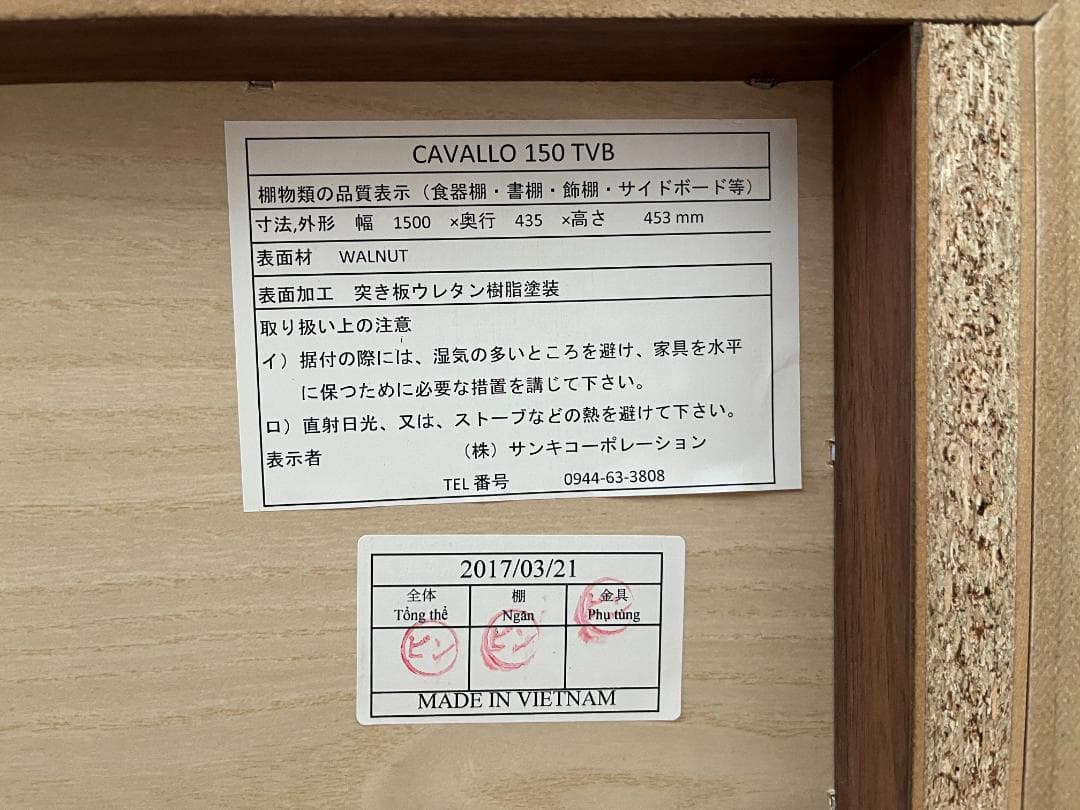 CAVALLO 150 TVB
棚物類の品質表示（食器棚・書棚・飾棚・サイドボード等）
寸法,外形 幅 1500 ×奥行 435 ×高さ 453 mm
表面材 WALNUT
表面加工 突き板ウレタン樹脂塗装
取り扱い上の注意
イ）据付の際には、湿気の多いところを避け、家具を水平
に保つために必要な措置を講じて下さい。
ロ）直射日光、又は、ストーブなどの熱を避けて下さい。
表示者 （株）サンキコーポレーション
TEL 番号 0944-63-3808
2017/03/21
全体 棚 金具
Tổng thể Ngăn Phụ tùng
ピン ピン ピン
MADE IN VIETNAM